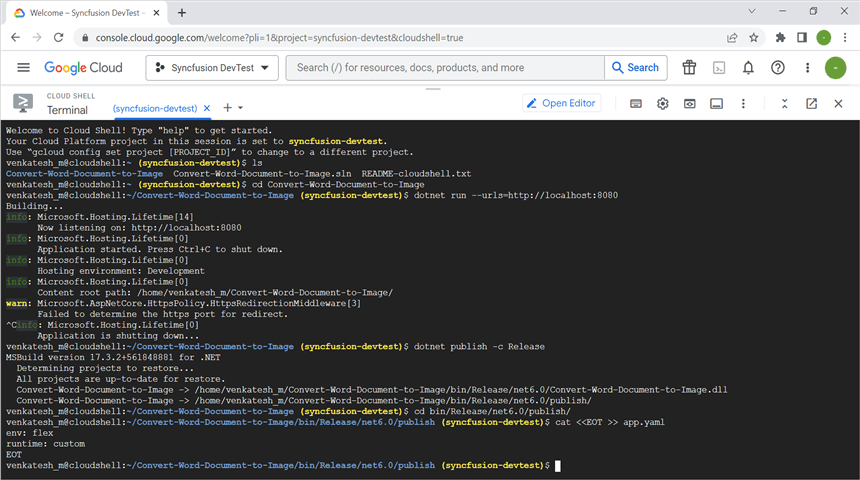 Welcome – Syncfusion DevTest –
console.cloud.google.com/welcome?pli=1&project=syncfusion-devtest&cloudshell=true
Google Cloud
Syncfusion DevTest
Search (/) for resources, docs, products, and more
Search
CLOUD SHELL
Terminal
(syncfusion-devtest)
Open Editor
Welcome to Cloud Shell! Type "help" to get started.
Your Cloud Platform project in this session is set to syncfusion-devtest.
Use “gcloud config set project [PROJECT_ID]” to change to a different project.
venkatesh_m@cloudshell:~ (syncfusion-devtest)$ ls
Convert-Word-Document-to-Image  Convert-Word-Document-to-Image.sln  README-cloudshell.txt
venkatesh_m@cloudshell:~ (syncfusion-devtest)$ cd Convert-Word-Document-to-Image
venkatesh_m@cloudshell:~/Convert-Word-Document-to-Image (syncfusion-devtest)$ dotnet run --urls=http://localhost:8080
Building...
info: Microsoft.Hosting.Lifetime[14]
Now listening on: http://localhost:8080
info: Microsoft.Hosting.Lifetime[0]
Application started. Press Ctrl+C to shut down.
info: Microsoft.Hosting.Lifetime[0]
Hosting environment: Development
info: Microsoft.Hosting.Lifetime[0]
Content root path: /home/venkatesh_m/Convert-Word-Document-to-Image/
warn: Microsoft.AspNetCore.HttpsPolicy.HttpsRedirectionMiddleware[3]
Failed to determine the https port for redirect.
^Cinfo: Microsoft.Hosting.Lifetime[0]
Application is shutting down...
venkatesh_m@cloudshell:~/Convert-Word-Document-to-Image (syncfusion-devtest)$ dotnet publish -c Release
MSBuild version 17.3.2+561848881 for .NET
Determining projects to restore...
All projects are up-to-date for restore.
Convert-Word-Document-to-Image -> /home/venkatesh_m/Convert-Word-Document-to-Image/bin/Release/net6.0/Convert-Word-Document-to-Image.dll
Convert-Word-Document-to-Image -> /home/venkatesh_m/Convert-Word-Document-to-Image/bin/Release/net6.0/publish/
venkatesh_m@cloudshell:~/Convert-Word-Document-to-Image (syncfusion-devtest)$ cd bin/Release/net6.0/publish/
venkatesh_m@cloudshell:~/Convert-Word-Document-to-Image/bin/Release/net6.0/publish (syncfusion-devtest)$ cat <<EOT >> app.yaml
env: flex
runtime: custom
EOT
venkatesh_m@cloudshell:~/Convert-Word-Document-to-Image/bin/Release/net6.0/publish (syncfusion-devtest)$